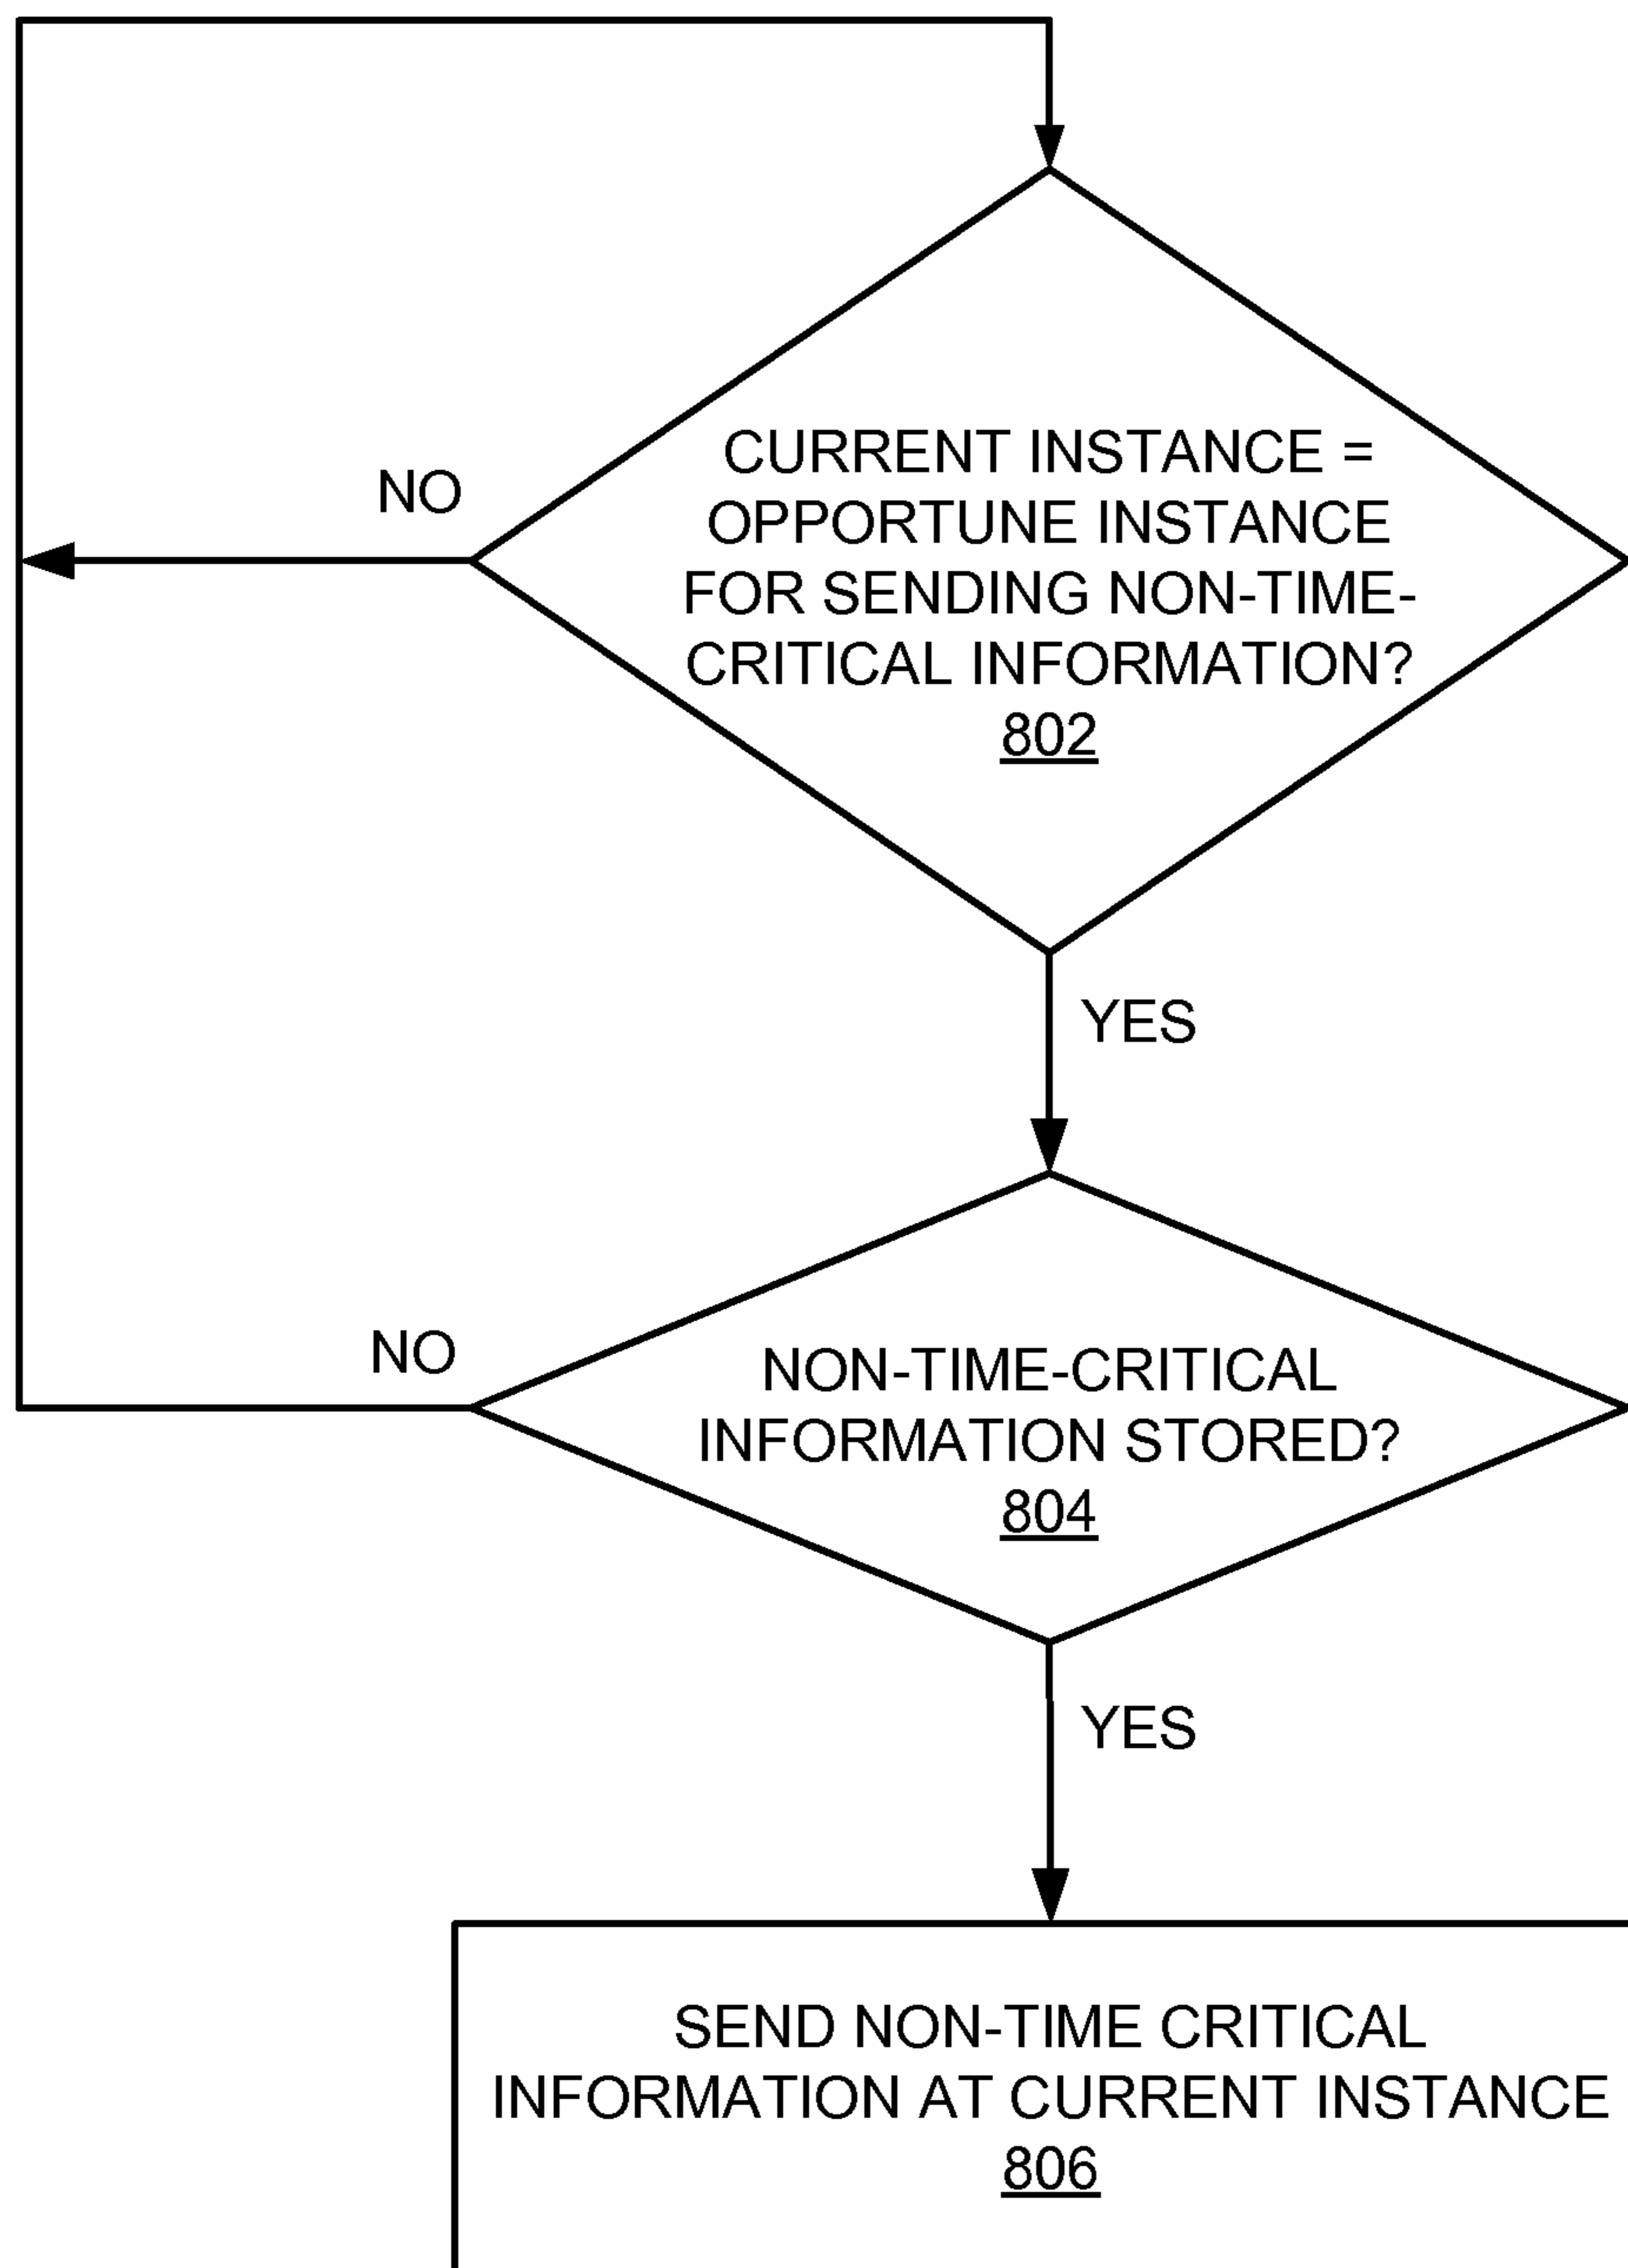 CURRENT INSTANCE =
OPPORTUNE INSTANCE
FOR SENDING NON-TIME-
CRITICAL INFORMATION?
802
NO
YES
NON-TIME-CRITICAL
INFORMATION STORED?
804
NO
YES
SEND NON-TIME CRITICAL
INFORMATION AT CURRENT INSTANCE
806